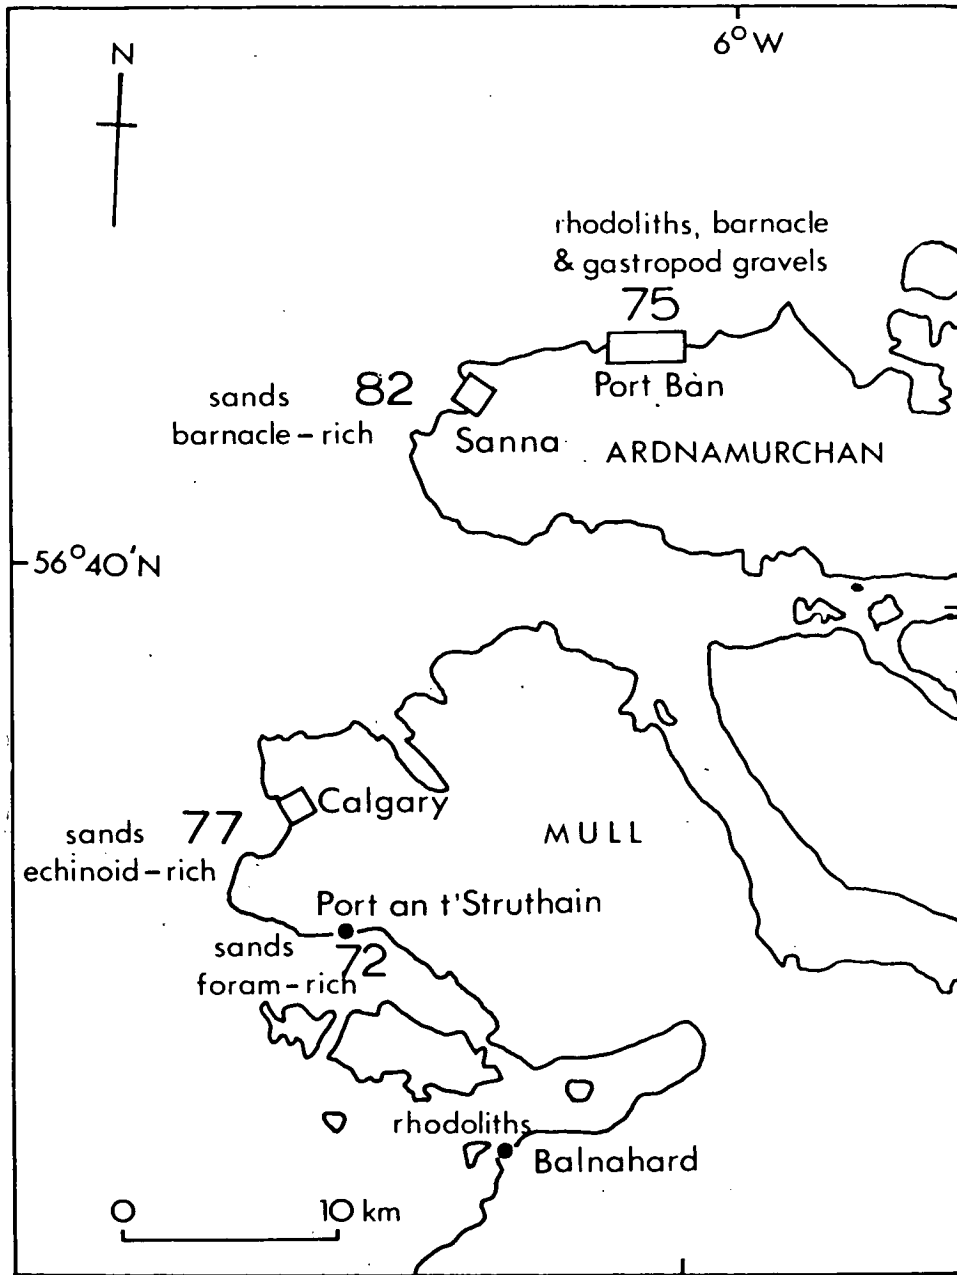 6°W
N
rhodoliths, barnacle
& gastropod gravels
75
Port Bàn
82
sands
barnacle-rich
Sanna
ARDNAMURCHAN
56°40'N
Calgary
77
sands
echinoid-rich
MULL
Port an t'Struthain
sands
72
foram-rich
rhodoliths
Balnahard
0
10 km